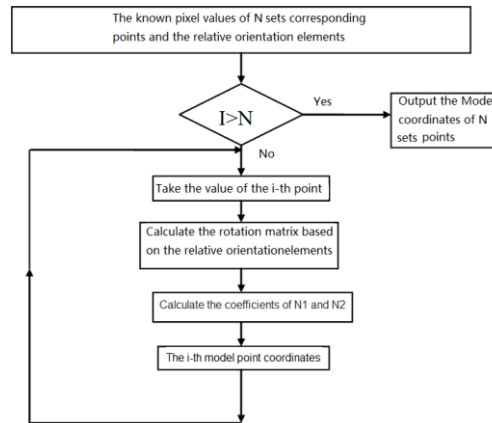 The known pixel values of N sets corresponding
points and the relative orientation elements
I>N
Yes
Output the Model
coordinates of N
sets points
No
Take the value of the i-th point
Calculate the rotation matrix based
on the relative orientationelements
Calculate the coefficients of N1 and N2
The i-th model point coordinates